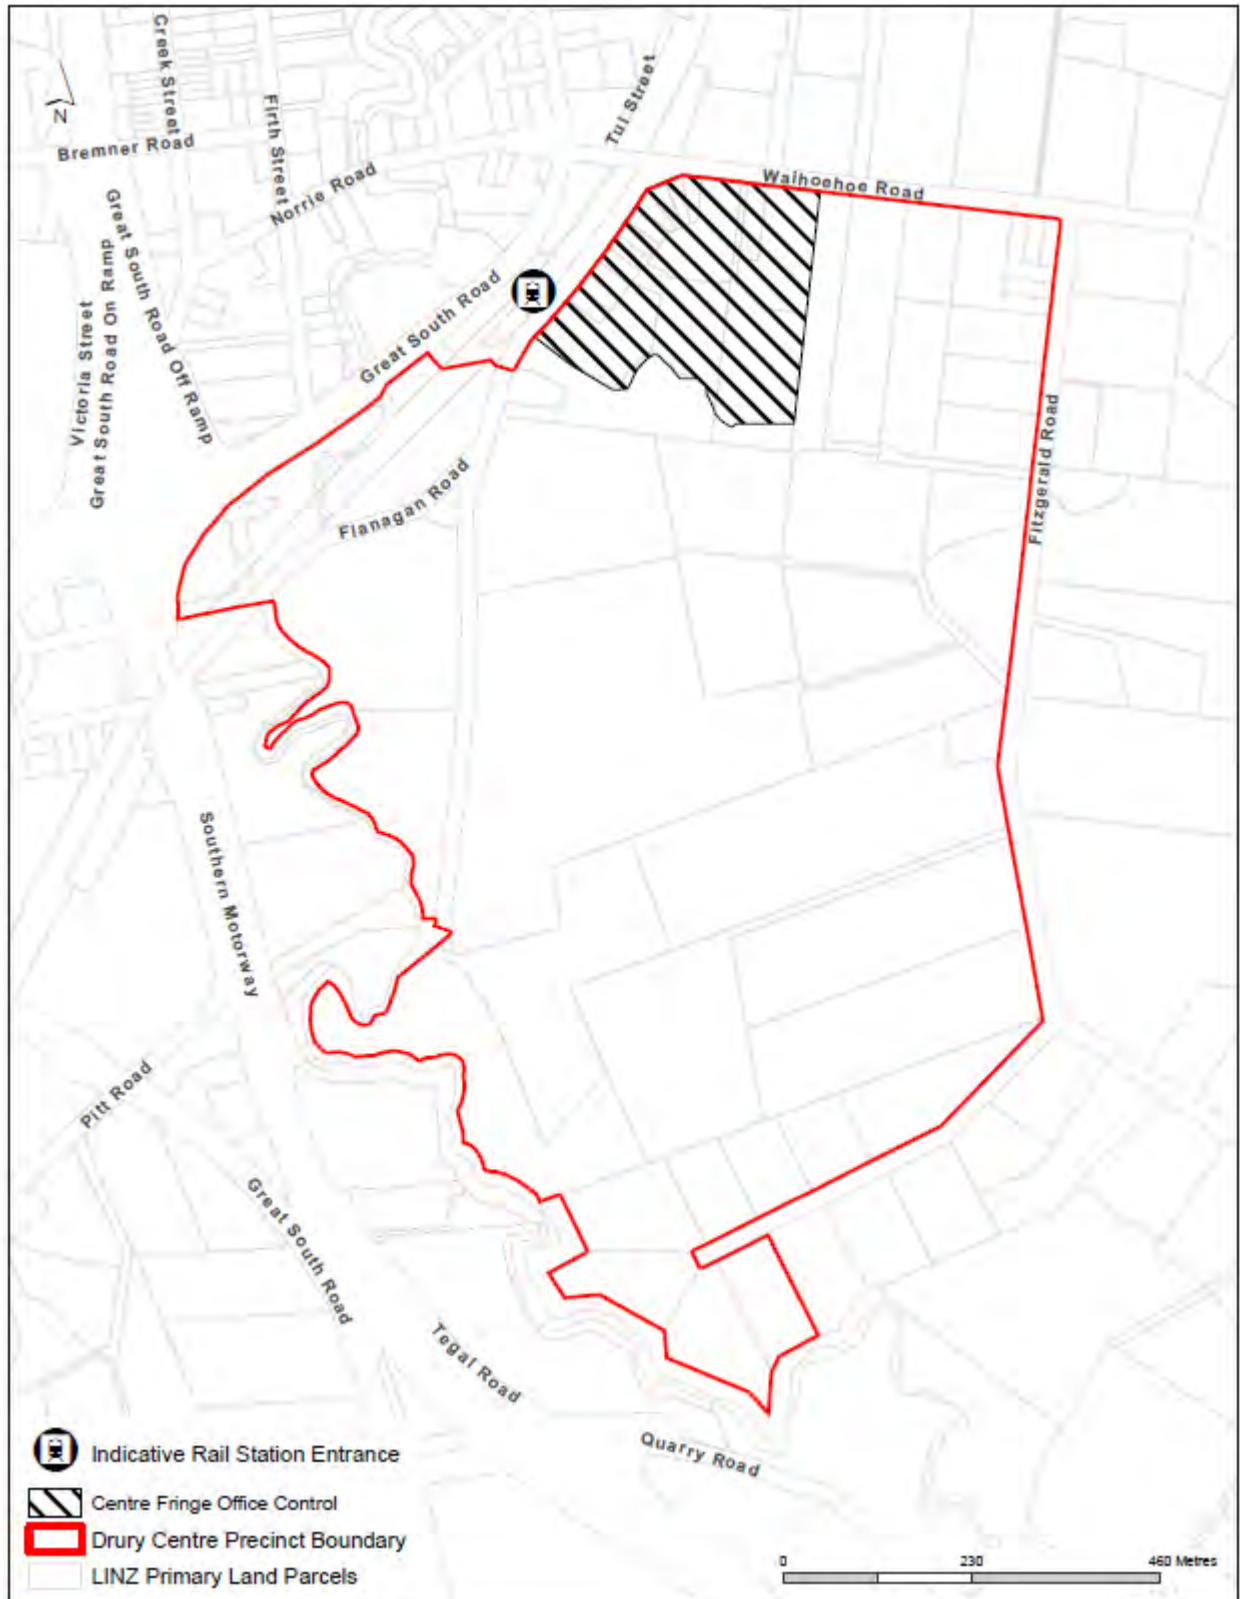 Creek Street
Tui Street
Firth Street
N
Bremner Road
Norrie Road
Waihoehoe Road
Great South Road Off Ramp
Great South Road On Ramp
Victoria Street
Great South Road
Flanagan Road
Fitzgerald Road
Southern Motorway
Pitt Road
Great South Road
Tegal Road
Quarry Road
Indicative Rail Station Entrance
Centre Fringe Office Control
Drury Centre Precinct Boundary
LINZ Primary Land Parcels
0 230 460 Metres